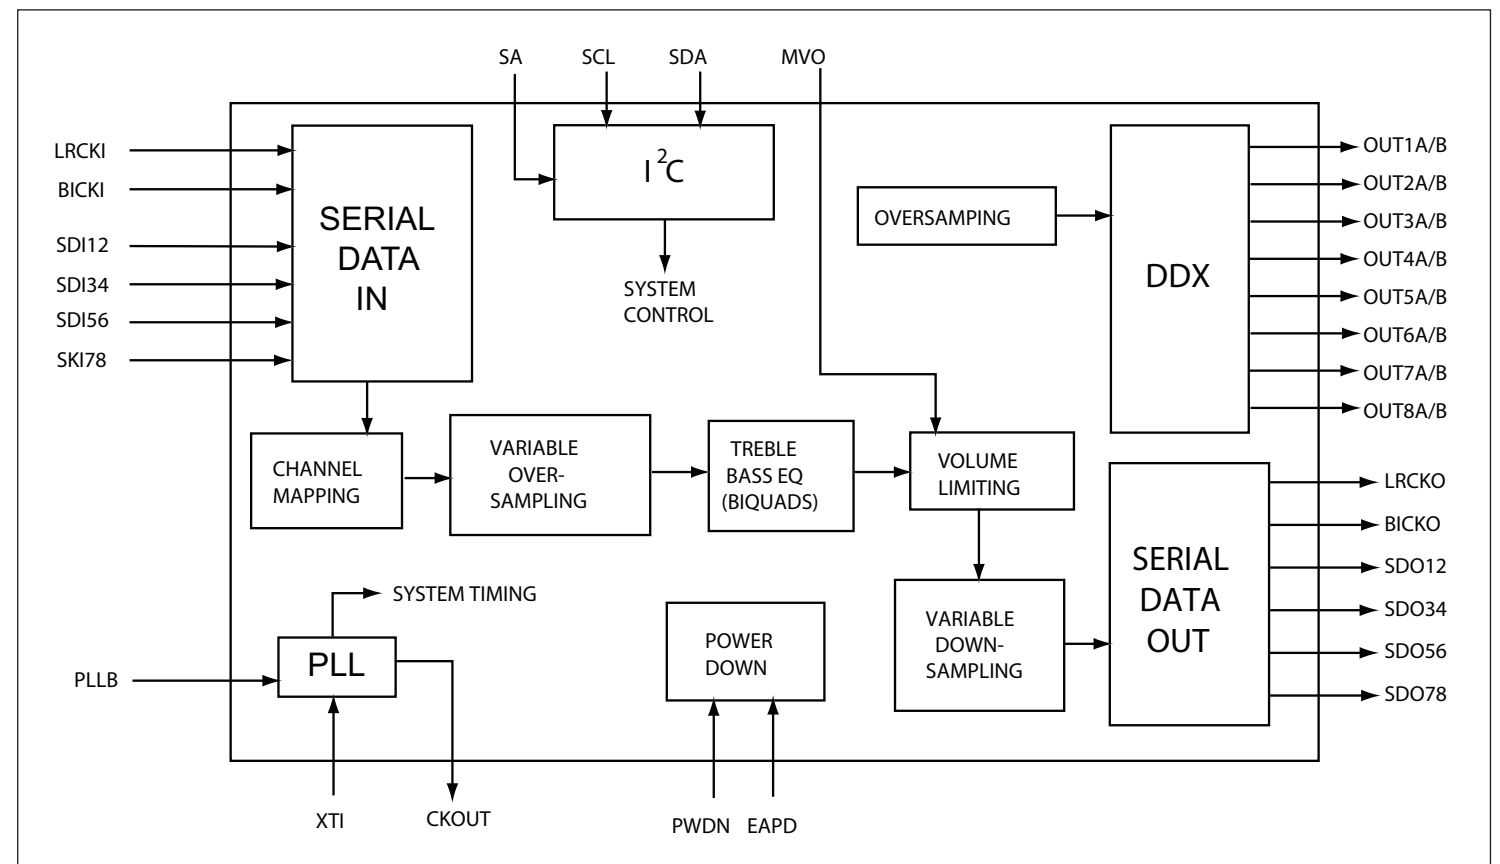 SA
SCL
SDA
MVO
LRCKI
BICKI
SDI12
SDI34
SDI56
SKI78
SERIAL
DATA
IN
I²C
SYSTEM
CONTROL
OVERSAMPING
DDX
OUT1A/B
OUT2A/B
OUT3A/B
OUT4A/B
OUT5A/B
OUT6A/B
OUT7A/B
OUT8A/B
CHANNEL
MAPPING
VARIABLE
OVER-
SAMPLING
TREBLE
BASS EQ
(BIQUADS)
VOLUME
LIMITING
VARIABLE
DOWN-
SAMPLING
SERIAL
DATA
OUT
LRCKO
BICKO
SDO12
SDO34
SDO56
SDO78
SYSTEM TIMING
PLL
PLLB
XTI
CKOUT
POWER
DOWN
PWDN
EAPD